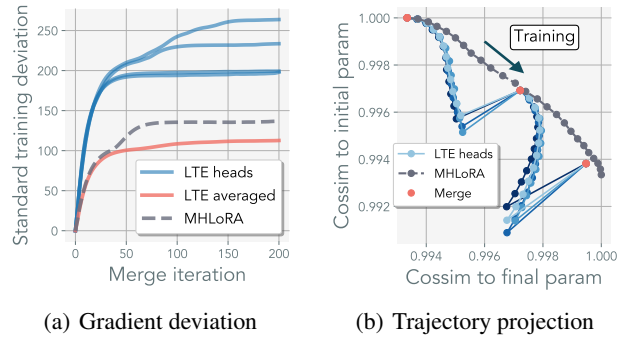 Standard training deviation
250
200
150
100
50
0
0
50
100
150
200
Merge iteration
LTE heads
LTE averaged
MHLoRA
(a) Gradient deviation
Cossim to initial param
1.000
0.998
0.996
0.994
0.992
0.994
0.996
0.998
1.000
Cossim to final param
Training
LTE heads
MHLoRA
Merge
(b) Trajectory projection